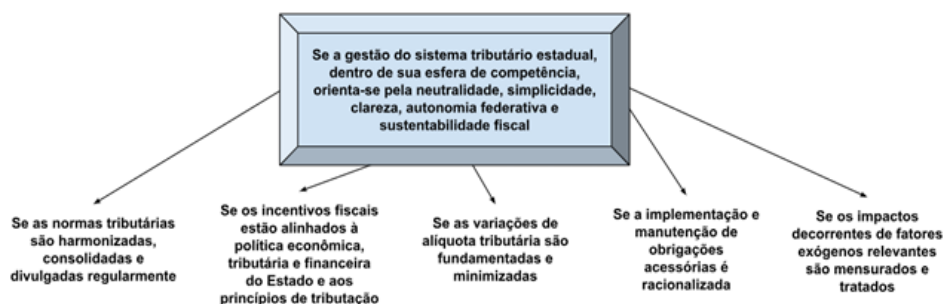 Se a gestão do sistema tributário estadual,
dentro de sua esfera de competência,
orienta-se pela neutralidade, simplicidade,
clareza, autonomia federativa e
sustentabilidade fiscal
Se as normas tributárias
são harmonizadas,
consolidadas e
divulgadas regularmente
Se os incentivos fiscais
estão alinhados à
política econômica,
tributária e financeira
do Estado e aos
princípios de tributação
Se as variações de
alíquota tributária são
fundamentadas e
minimizadas
Se a implementação e
manutenção de
obrigações
acessórias é
racionalizada
Se os impactos
decorrentes de fatores
exógenos relevantes
são mensurados e
tratados